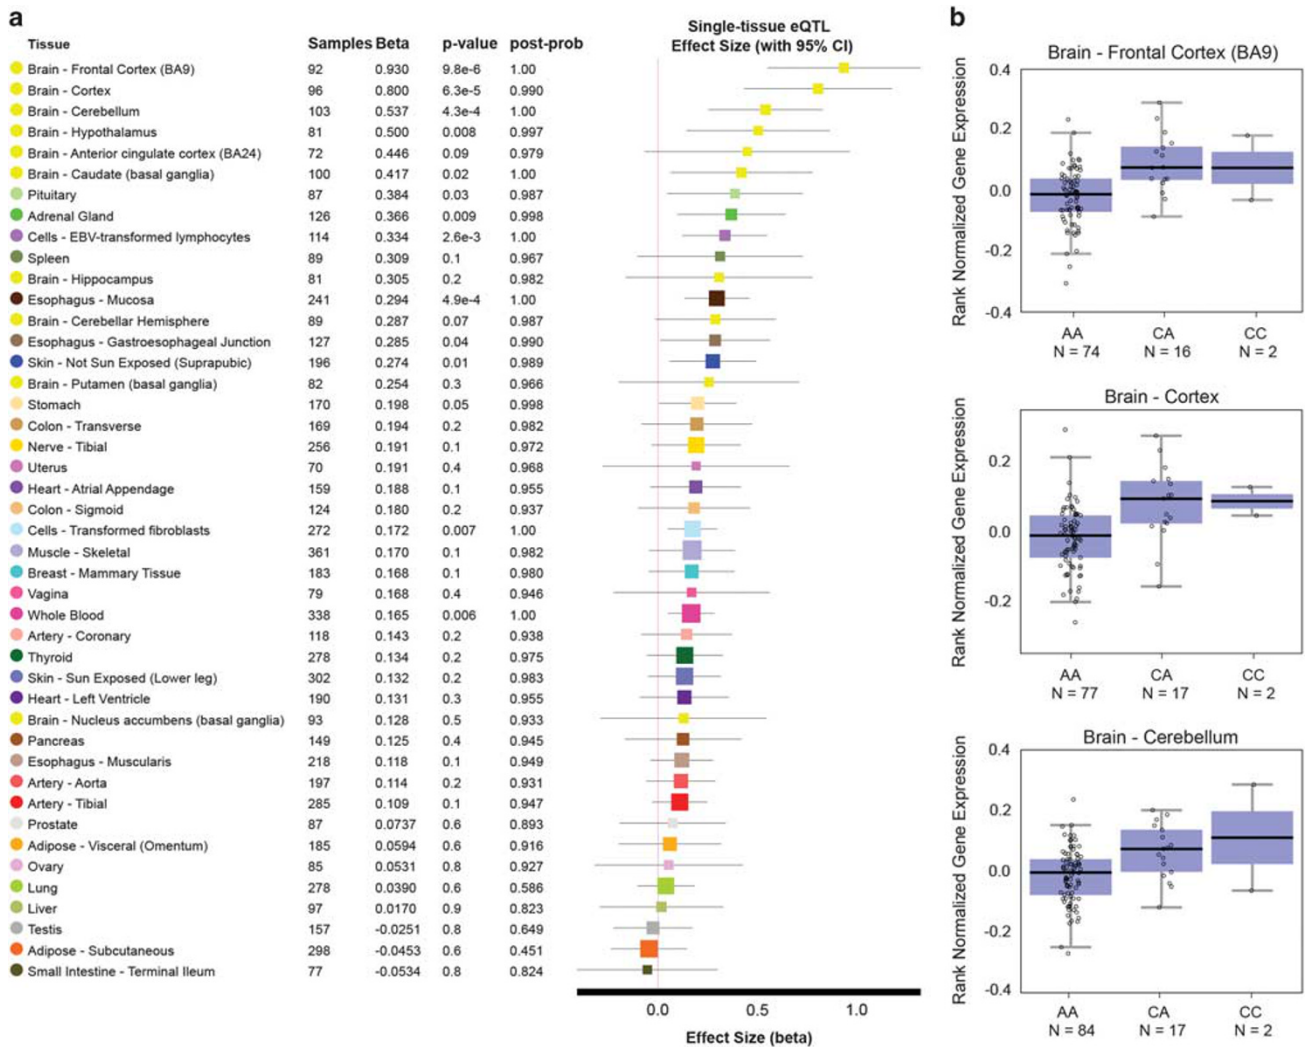 a
Single-tissue eQTL
Effect Size (with 95% CI)
Tissue Samples Beta p-value post-prob
Brain - Frontal Cortex (BA9) 92 0.930 9.8e-6 1.00
Brain - Cortex 96 0.800 6.3e-5 0.990
Brain - Cerebellum 103 0.537 4.3e-4 1.00
Brain - Hypothalamus 81 0.500 0.008 0.997
Brain - Anterior cingulate cortex (BA24) 72 0.446 0.09 0.979
Brain - Caudate (basal ganglia) 100 0.417 0.02 1.00
Pituitary 87 0.384 0.03 0.987
Adrenal Gland 126 0.366 0.009 0.998
Cells - EBV-transformed lymphocytes 114 0.334 2.6e-3 1.00
Spleen 89 0.309 0.1 0.967
Brain - Hippocampus 81 0.305 0.2 0.982
Esophagus - Mucosa 241 0.294 4.9e-4 1.00
Brain - Cerebellar Hemisphere 89 0.287 0.07 0.987
Esophagus - Gastroesophageal Junction 127 0.285 0.04 0.990
Skin - Not Sun Exposed (Suprapubic) 196 0.274 0.01 0.989
Brain - Putamen (basal ganglia) 82 0.254 0.3 0.966
Stomach 170 0.198 0.05 0.998
Colon - Transverse 169 0.194 0.2 0.982
Nerve - Tibial 256 0.191 0.1 0.972
Uterus 70 0.191 0.4 0.968
Heart - Atrial Appendage 159 0.188 0.1 0.955
Colon - Sigmoid 124 0.180 0.2 0.937
Cells - Transformed fibroblasts 272 0.172 0.007 1.00
Muscle - Skeletal 361 0.170 0.1 0.982
Breast - Mammary Tissue 183 0.168 0.1 0.980
Vagina 79 0.168 0.4 0.946
Whole Blood 338 0.165 0.006 1.00
Artery - Coronary 118 0.143 0.2 0.938
Thyroid 278 0.134 0.2 0.975
Skin - Sun Exposed (Lower leg) 302 0.132 0.2 0.983
Heart - Left Ventricle 190 0.131 0.3 0.955
Brain - Nucleus accumbens (basal ganglia) 93 0.128 0.5 0.933
Pancreas 149 0.125 0.4 0.945
Esophagus - Muscularis 218 0.118 0.1 0.949
Artery - Aorta 197 0.114 0.2 0.931
Artery - Tibial 285 0.109 0.1 0.947
Prostate 87 0.0737 0.6 0.893
Adipose - Visceral (Omentum) 185 0.0594 0.6 0.916
Ovary 85 0.0531 0.8 0.927
Lung 278 0.0390 0.6 0.586
Liver 97 0.0170 0.9 0.823
Testis 157 -0.0251 0.8 0.649
Adipose - Subcutaneous 298 -0.0453 0.6 0.451
Small Intestine - Terminal Ileum 77 -0.0534 0.8 0.824
0.0 0.5 1.0
Effect Size (beta)
b
Brain - Frontal Cortex (BA9)
Rank Normalized Gene Expression
0.4
0.2
0.0
-0.2
-0.4
AA CA CC
N = 74 N = 16 N = 2
Brain - Cortex
Rank Normalized Gene Expression
0.2
0.0
-0.2
AA CA CC
N = 77 N = 17 N = 2
Brain - Cerebellum
Rank Normalized Gene Expression
0.4
0.2
0.0
-0.2
-0.4
AA CA CC
N = 84 N = 17 N = 2